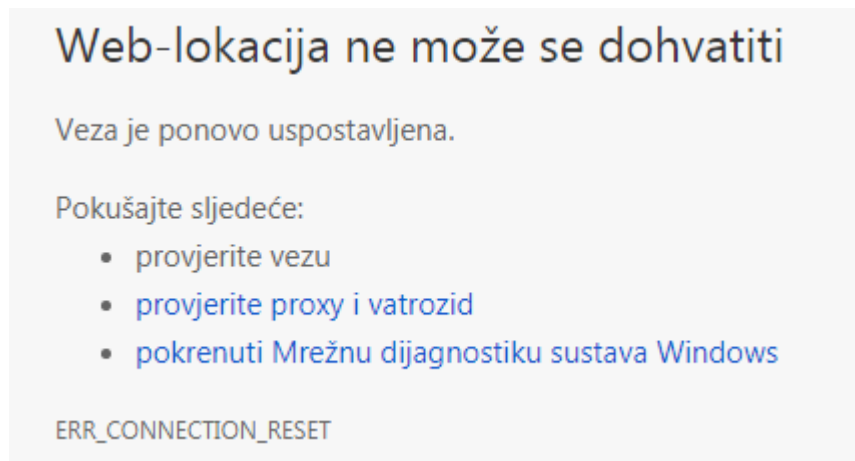 Web-lokacija ne može se dohvatiti
Veza je ponovo uspostavljena.
Pokušajte sljedeće:
• provjerite vezu
• provjerite proxy i vatrozid
• pokrenuti Mrežnu dijagnostiku sustava Windows
ERR_CONNECTION_RESET